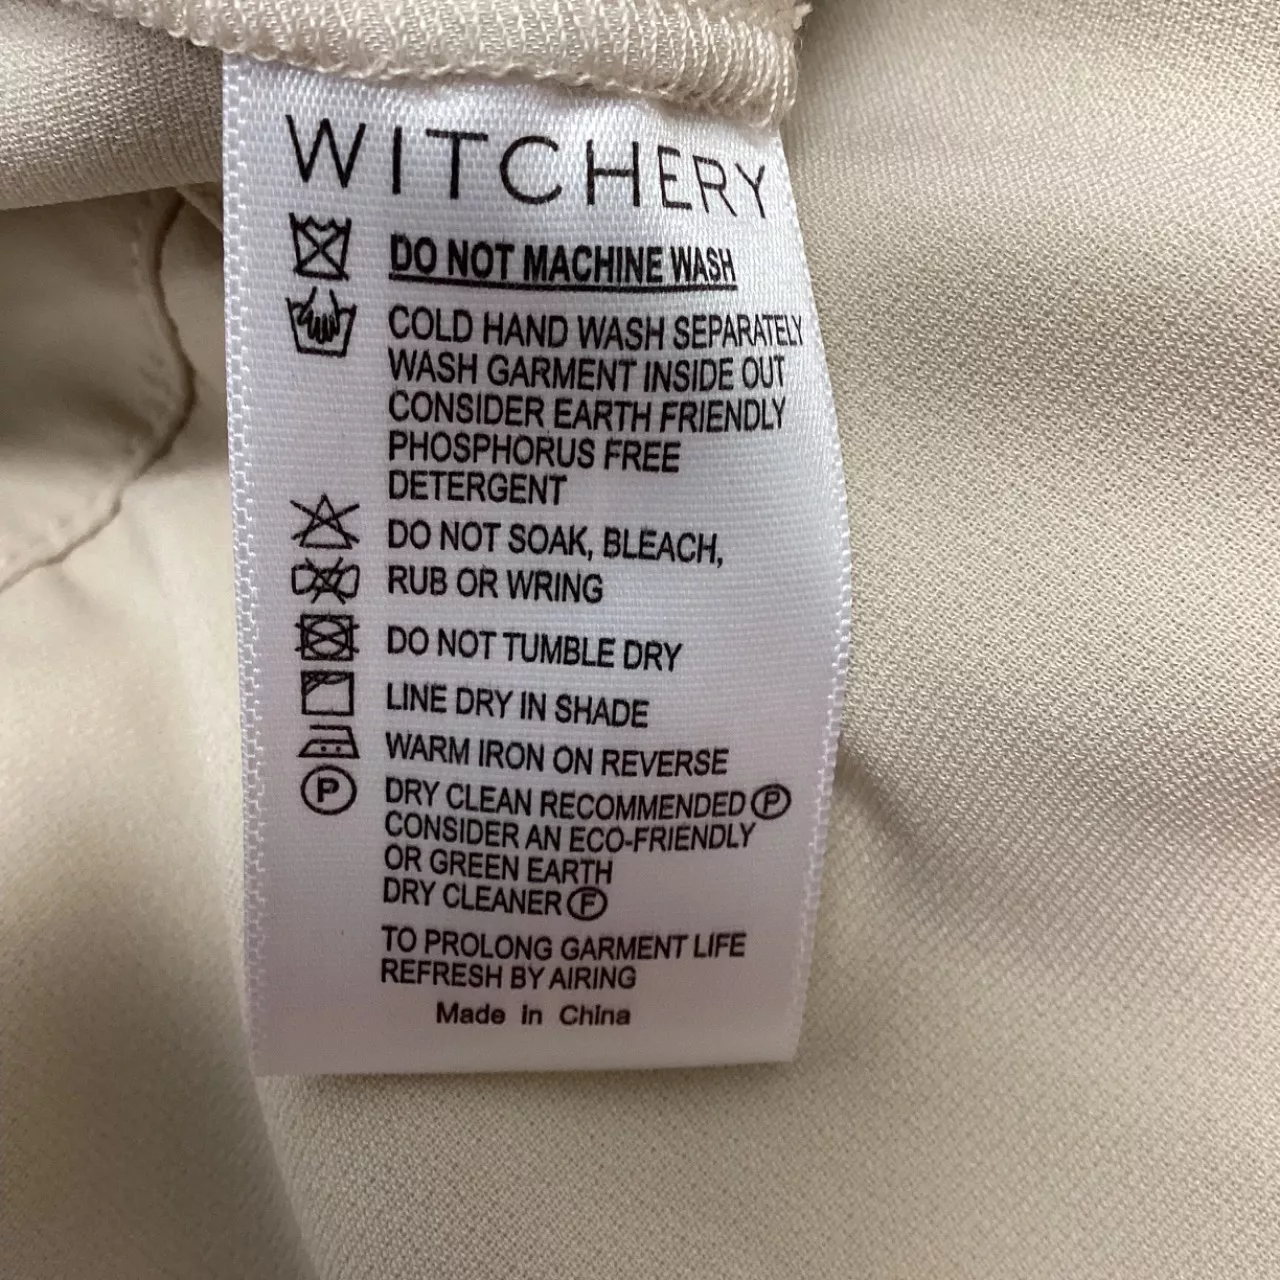 WITCHERY
DO NOT MACHINE WASH
COLD HAND WASH SEPARATELY
WASH GARMENT INSIDE OUT
CONSIDER EARTH FRIENDLY
PHOSPHORUS FREE
DETERGENT
DO NOT SOAK, BLEACH,
RUB OR WRING
DO NOT TUMBLE DRY
LINE DRY IN SHADE
WARM IRON ON REVERSE
P DRY CLEAN RECOMMENDED P
CONSIDER AN ECO-FRIENDLY
OR GREEN EARTH
DRY CLEANER F
TO PROLONG GARMENT LIFE
REFRESH BY AIRING
Made in China